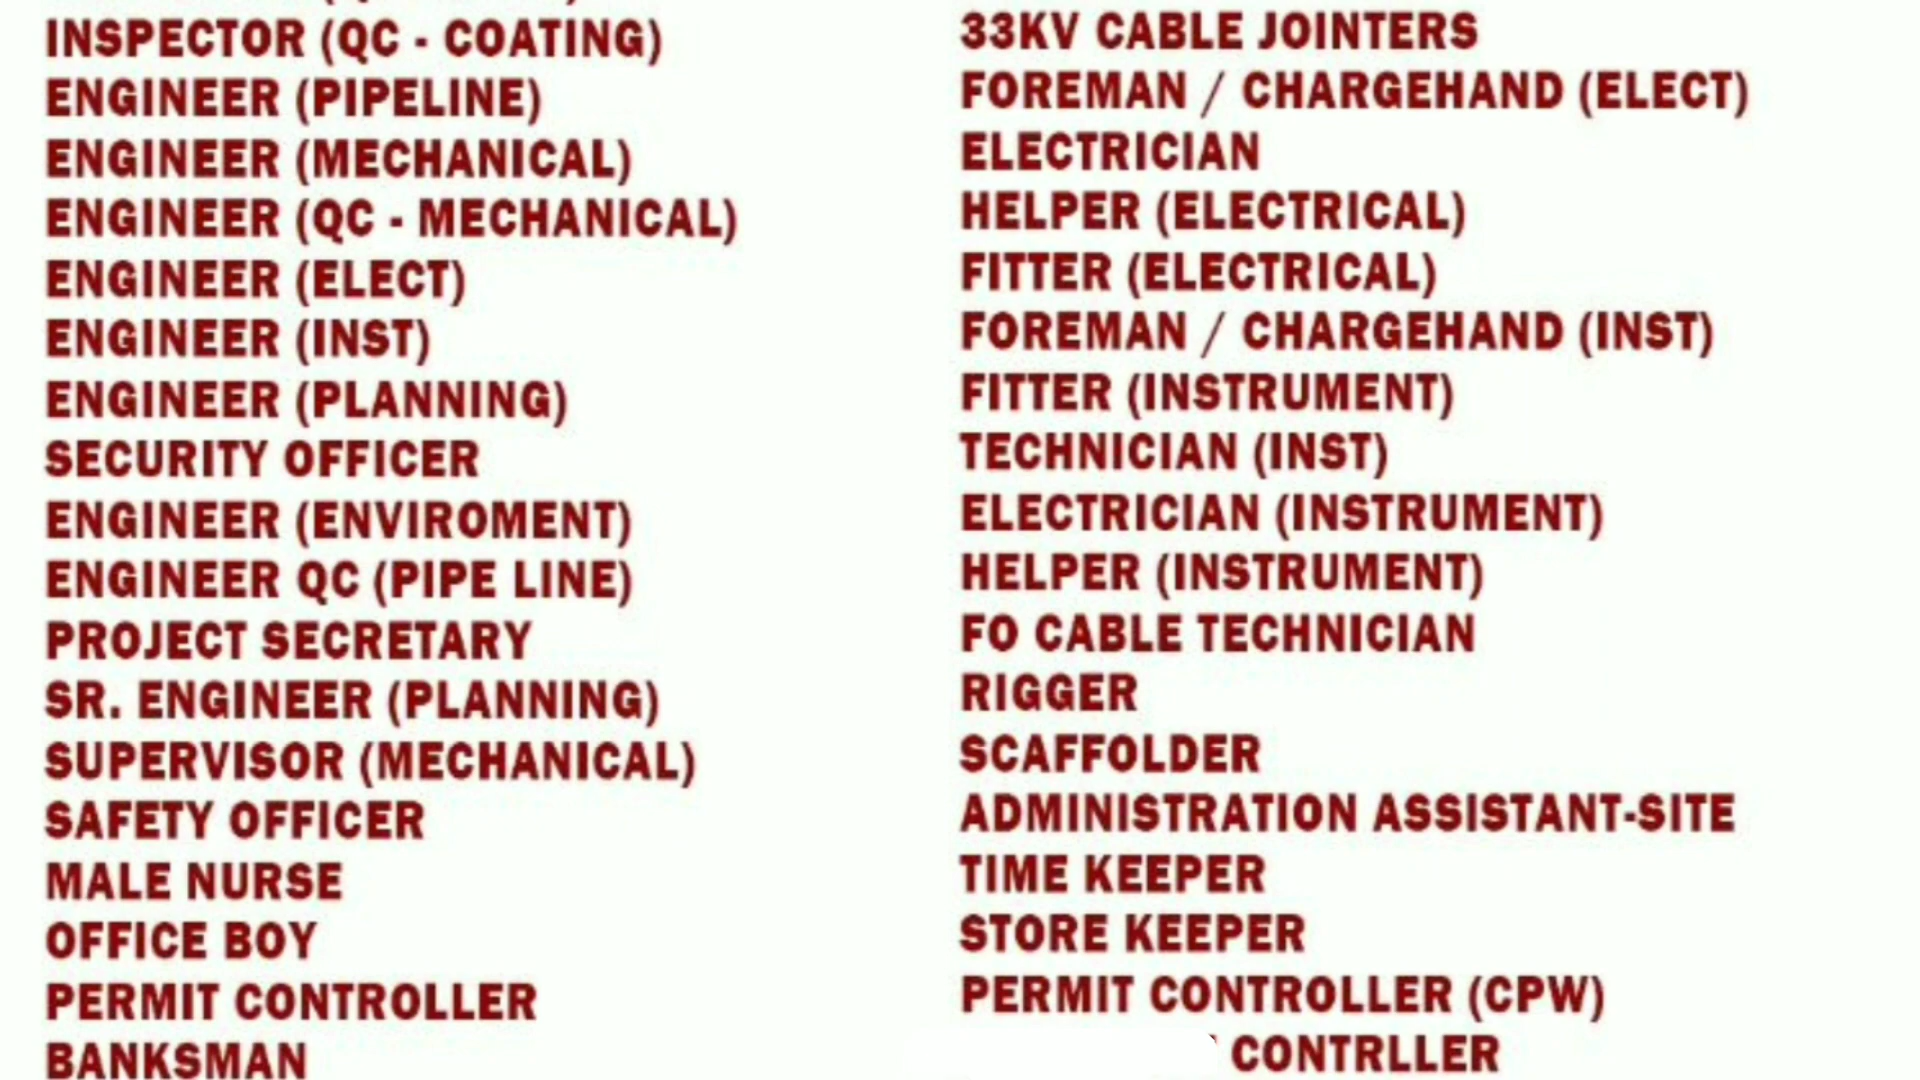 INSPECTOR (QC - COATING)
ENGINEER (PIPELINE)
ENGINEER (MECHANICAL)
ENGINEER (QC - MECHANICAL)
ENGINEER (ELECT)
ENGINEER (INST)
ENGINEER (PLANNING)
SECURITY OFFICER
ENGINEER (ENVIROMENT)
ENGINEER QC (PIPE LINE)
PROJECT SECRETARY
SR. ENGINEER (PLANNING)
SUPERVISOR (MECHANICAL)
SAFETY OFFICER
MALE NURSE
OFFICE BOY
PERMIT CONTROLLER
BANKSMAN
33KV CABLE JOINTERS
FOREMAN / CHARGEHAND (ELECT)
ELECTRICIAN
HELPER (ELECTRICAL)
FITTER (ELECTRICAL)
FOREMAN / CHARGEHAND (INST)
FITTER (INSTRUMENT)
TECHNICIAN (INST)
ELECTRICIAN (INSTRUMENT)
HELPER (INSTRUMENT)
FO CABLE TECHNICIAN
RIGGER
SCAFFOLDER
ADMINISTRATION ASSISTANT-SITE
TIME KEEPER
STORE KEEPER
PERMIT CONTROLLER (CPW)
CONTRLLER